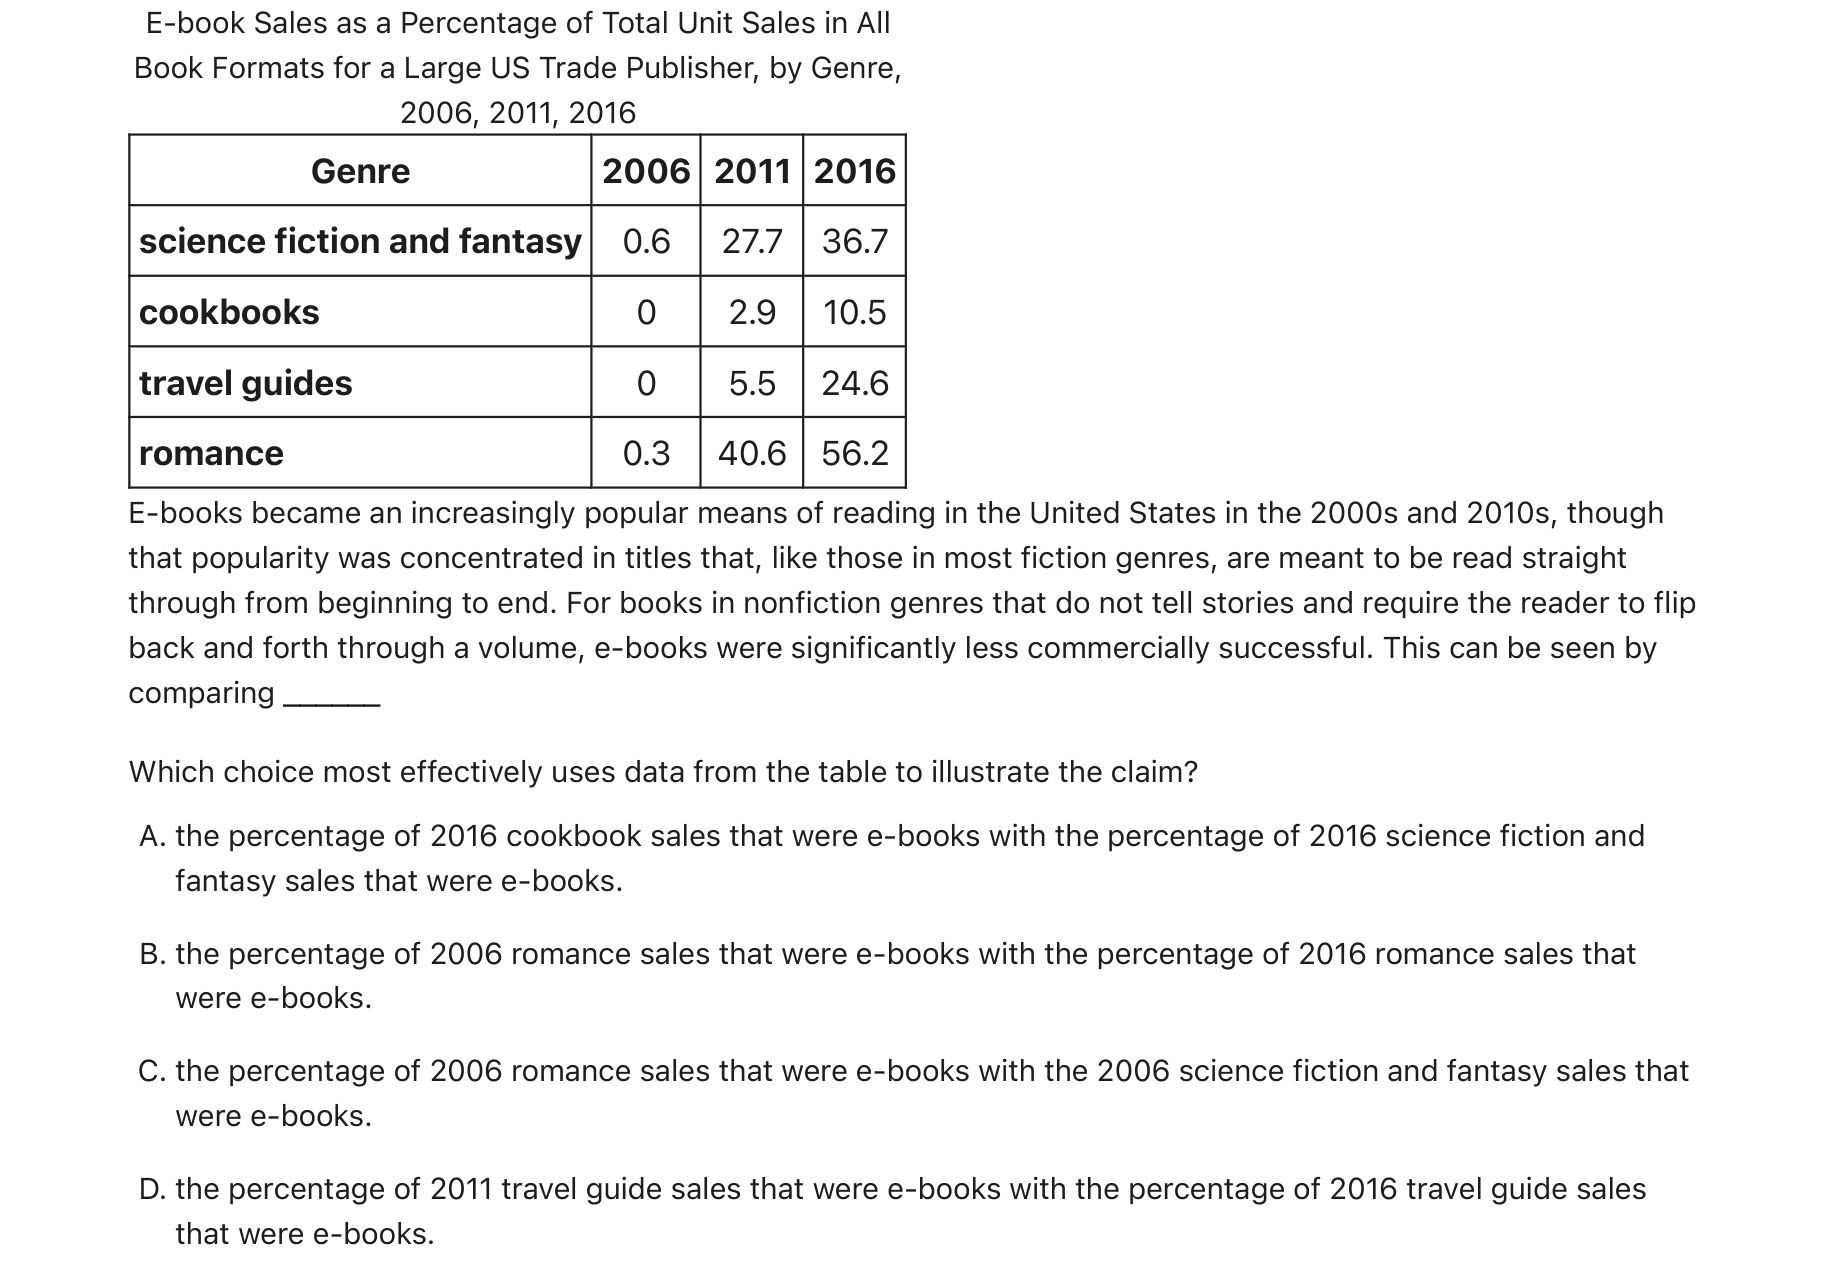 E-book Sales as a Percentage of Total Unit Sales in All
Book Formats for a Large US Trade Publisher, by Genre,
2006, 2011, 2016
Genre 2006 2011 2016
science fiction and fantasy 0.6 27.7 36.7
cookbooks 0 2.9 10.5
travel guides 0 5.5 24.6
romance 0.3 40.6 56.2
E-books became an increasingly popular means of reading in the United States in the 2000s and 2010s, though
that popularity was concentrated in titles that, like those in most fiction genres, are meant to be read straight
through from beginning to end. For books in nonfiction genres that do not tell stories and require the reader to flip
back and forth through a volume, e-books were significantly less commercially successful. This can be seen by
comparing ______
Which choice most effectively uses data from the table to illustrate the claim?
A. the percentage of 2016 cookbook sales that were e-books with the percentage of 2016 science fiction and
fantasy sales that were e-books.
B. the percentage of 2006 romance sales that were e-books with the percentage of 2016 romance sales that
were e-books.
C. the percentage of 2006 romance sales that were e-books with the 2006 science fiction and fantasy sales that
were e-books.
D. the percentage of 2011 travel guide sales that were e-books with the percentage of 2016 travel guide sales
that were e-books.